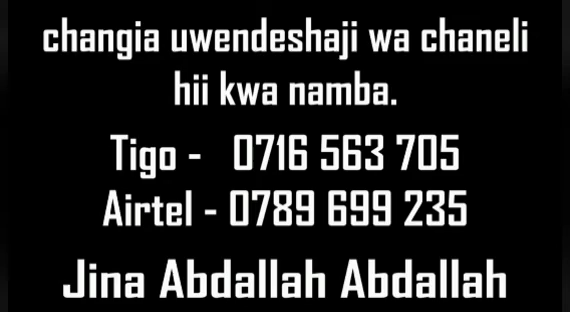 changia uwendeshaji wa chaneli
hii kwa namba.
Tigo - 0716 563 705
Airtel - 0789 699 235
Jina Abdallah Abdallah